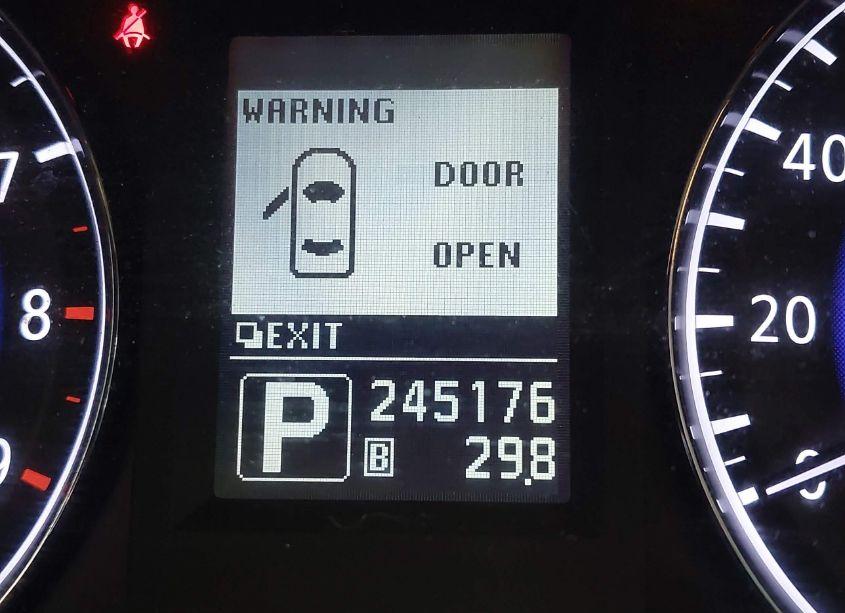 WARNING
DOOR
OPEN
EXIT
P
245176
B
29.8
7
8
9
40
20
0